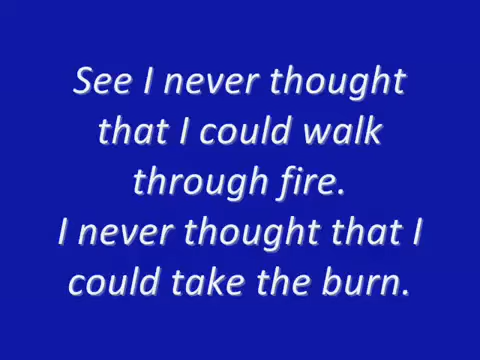 See I never thought
that I could walk
through fire.
I never thought that I
could take the burn.